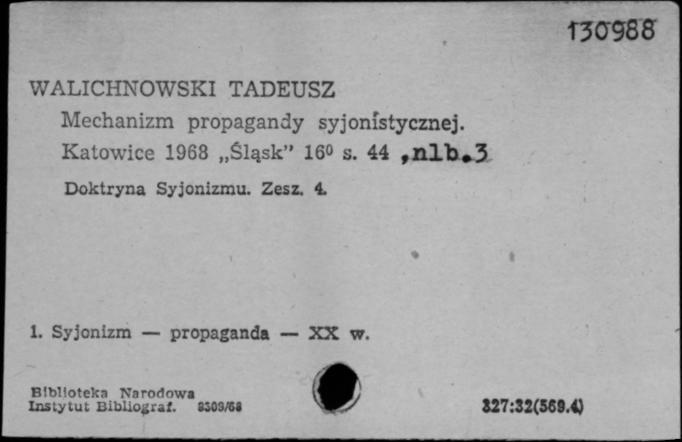 130988
WALICHNOWSKI TADEUSZ
Mechanizm propagandy syjonistycznej.
Katowice 1968 „Śląsk” 16⁰ s. 44 ,nlb.3
Doktryna Syjonizmu. Zesz. 4.
1. Syjonizm — propaganda — XX w.
Biblioteka Narodowa
Instytut Bibliograf. 9309/68
327:32(569.4)